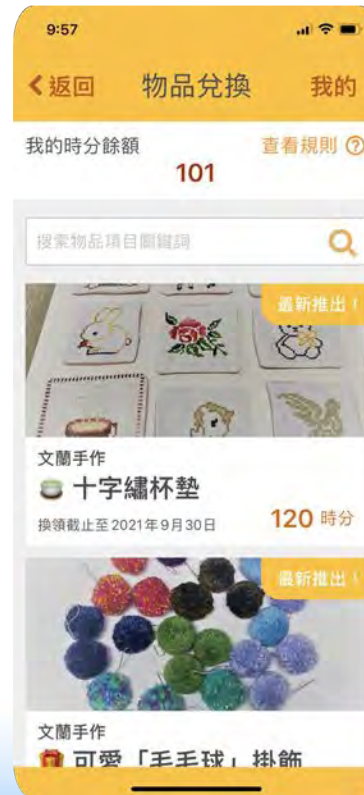 9:57
返回 物品兌換 我的
我的時分餘額 查看規則 ?
101
搜索物品項目關鍵詞
最新推出！
文蘭手作
十字繡杯墊
換領截止至2021年9月30日 120 時分
最新推出！
文蘭手作
可愛「毛毛球」掛飾